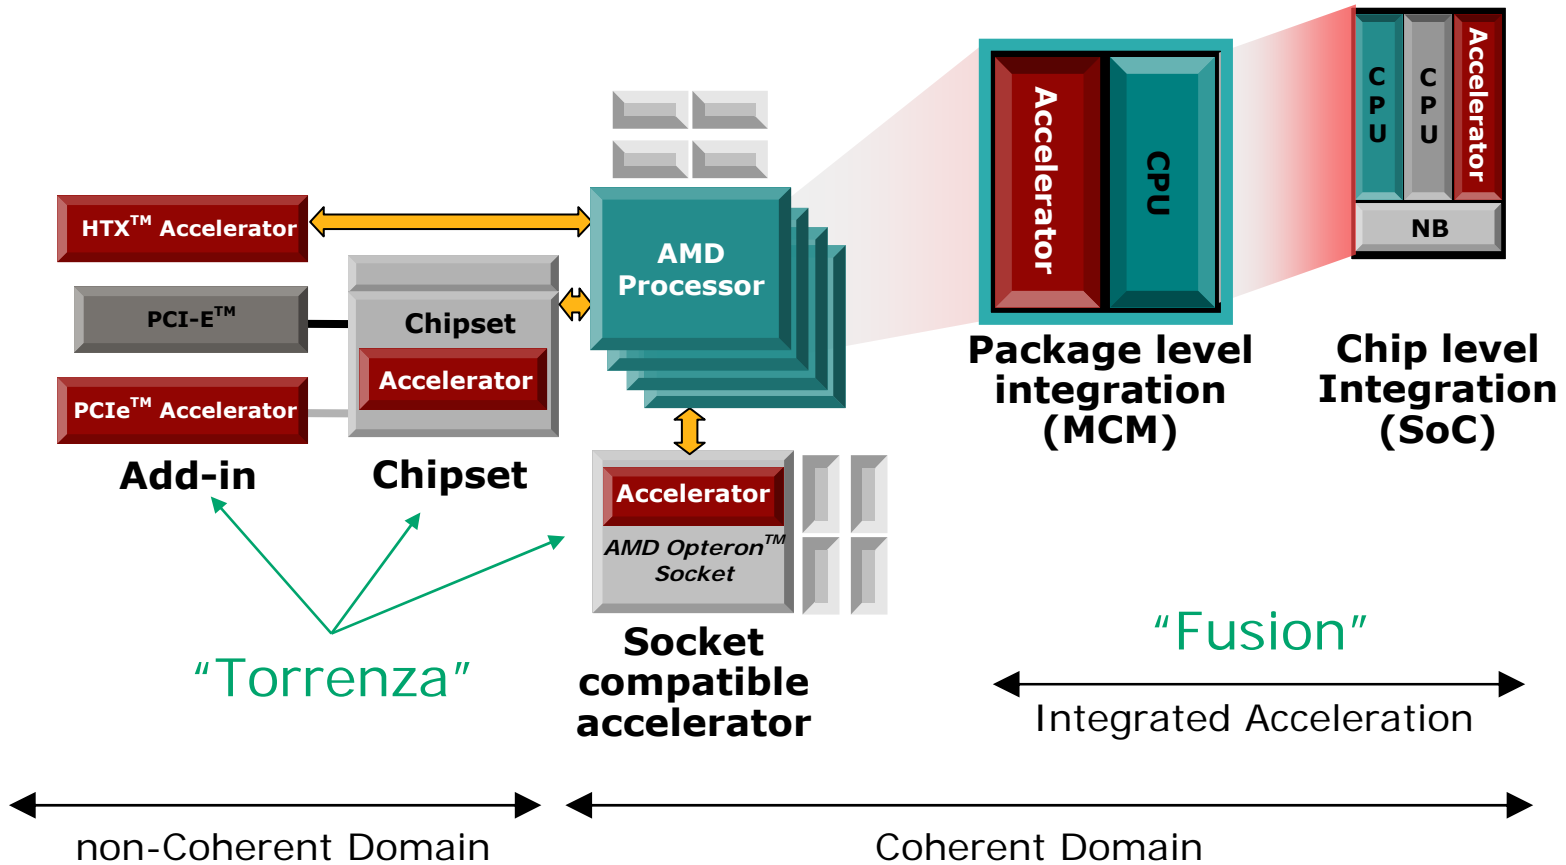 HTX™ Accelerator
PCI-E™
PCIe™ Accelerator
Add-in
Chipset
Accelerator
Chipset
AMD
Processor
Accelerator
AMD Opteron™
Socket
Socket
compatible
accelerator
Accelerator
CPU
Package level
integration
(MCM)
CPU
CPU
Accelerator
NB
Chip level
Integration
(SoC)
“Torrenza”
“Fusion”
Integrated Acceleration
non-Coherent Domain
Coherent Domain